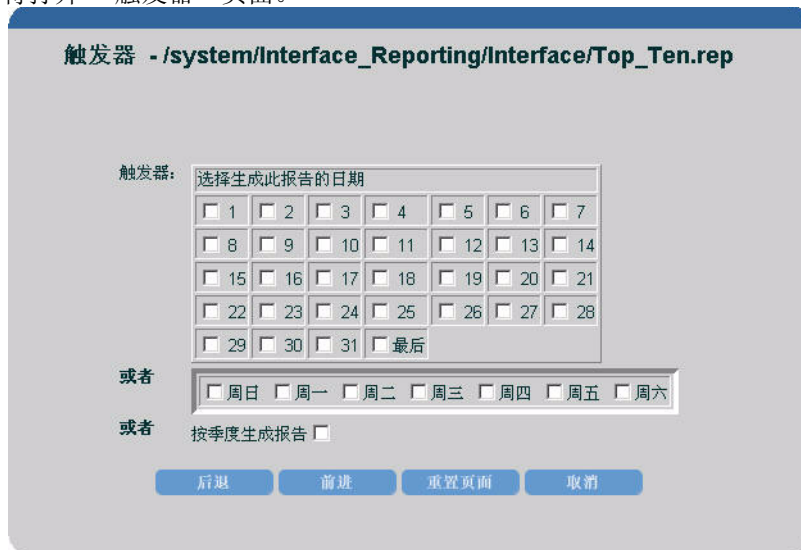 触发器 - /system/Interface_Reporting/Interface/Top_Ten.rep
触发器:
选择生成此报告的日期
1 2 3 4 5 6 7
8 9 10 11 12 13 14
15 16 17 18 19 20 21
22 23 24 25 26 27 28
29 30 31 最后
或者
周日 周一 周二 周三 周四 周五 周六
或者
按季度生成报告
后退 前进 重置页面 取消